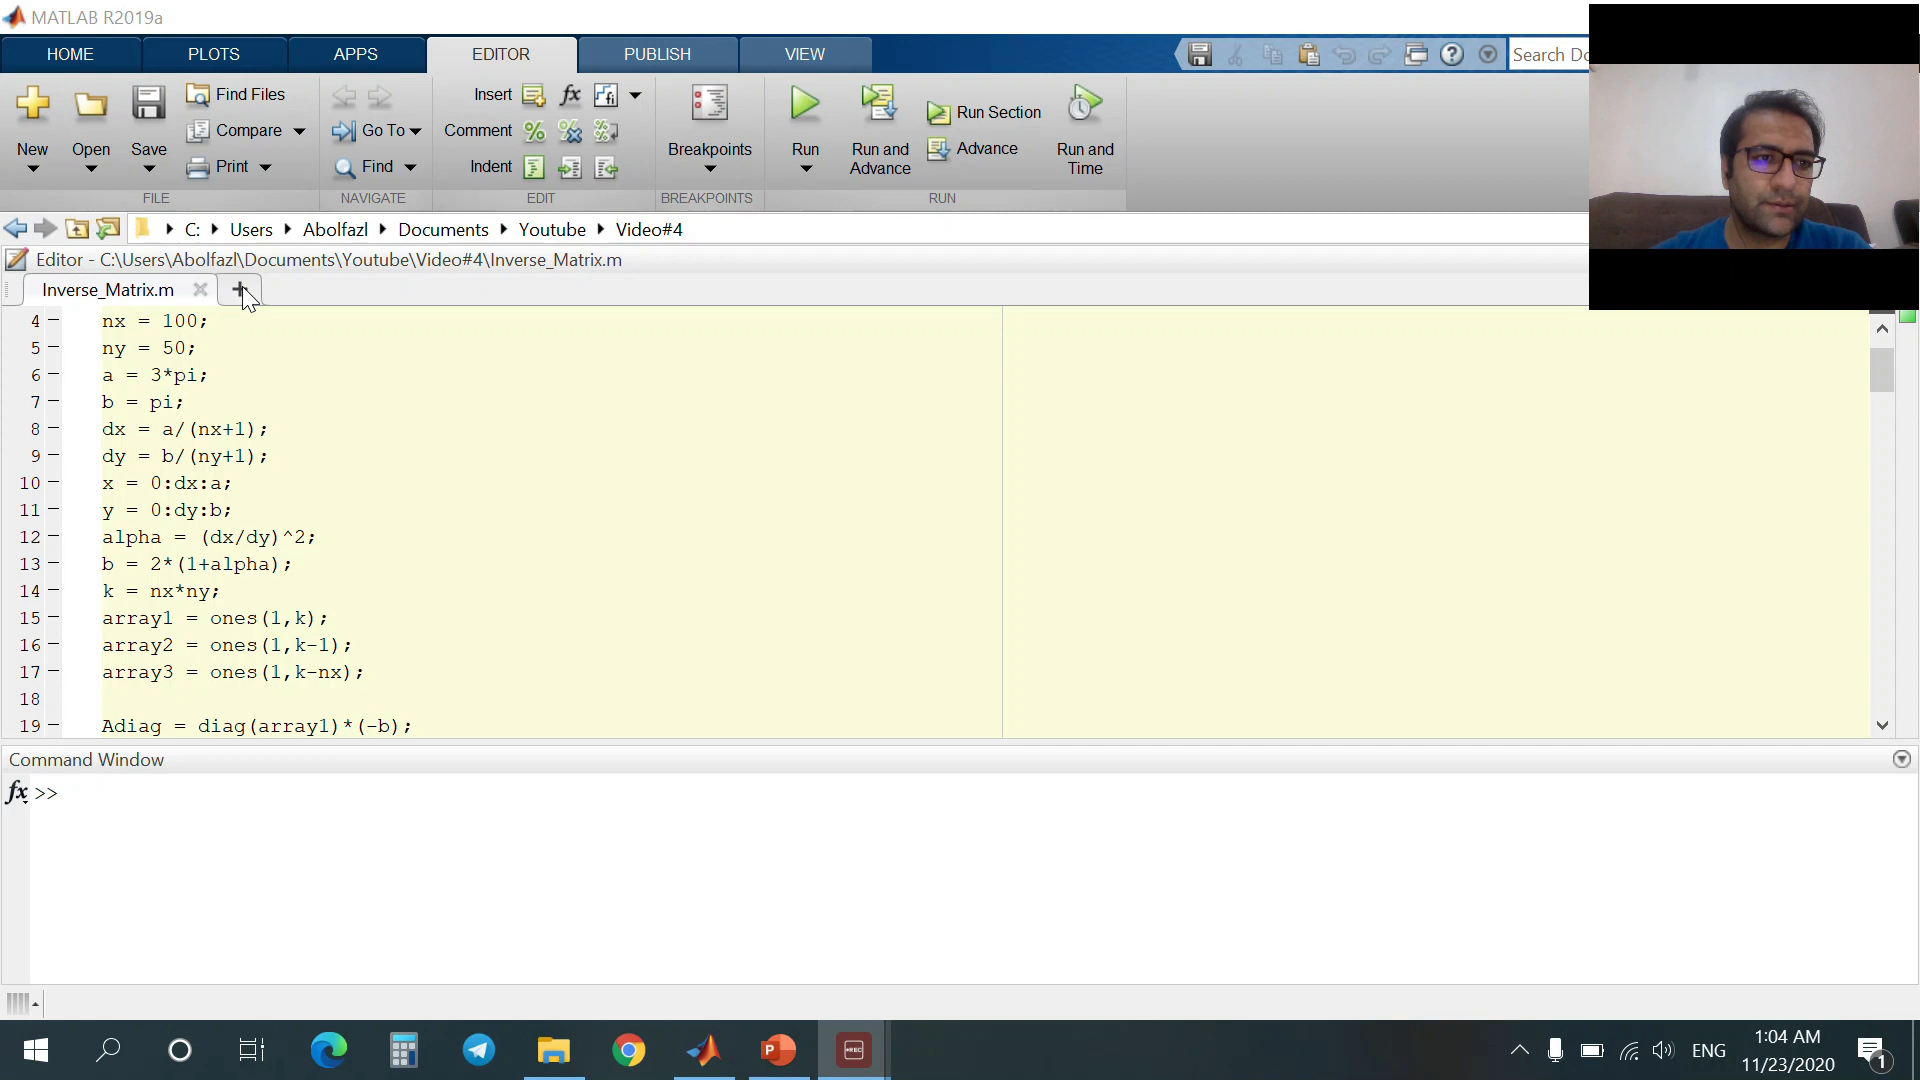 MATLAB R2019a
HOME PLOTS APPS EDITOR PUBLISH VIEW
Search Do
New Open Save Find Files Compare Print
FILE
Go To Find
NAVIGATE
Insert fx fi
Comment % % %
Indent
EDIT
Breakpoints
BREAKPOINTS
Run Run and Advance Run Section Advance Run and Time
RUN
C: Users Abolfazl Documents Youtube Video#4
Editor - C:\Users\Abolfazl\Documents\Youtube\Video#4\Inverse_Matrix.m
Inverse_Matrix.m
4 − nx = 100;
5 − ny = 50;
6 − a = 3*pi;
7 − b = pi;
8 − dx = a/(nx+1);
9 − dy = b/(ny+1);
10 − x = 0:dx:a;
11 − y = 0:dy:b;
12 − alpha = (dx/dy)^2;
13 − b = 2*(1+alpha);
14 − k = nx*ny;
15 − array1 = ones(1,k);
16 − array2 = ones(1,k-1);
17 − array3 = ones(1,k-nx);
18
19 − Adiag = diag(array1)*(-b);
Command Window
fx >>
P REC ENG 1:04 AM
11/23/2020 1